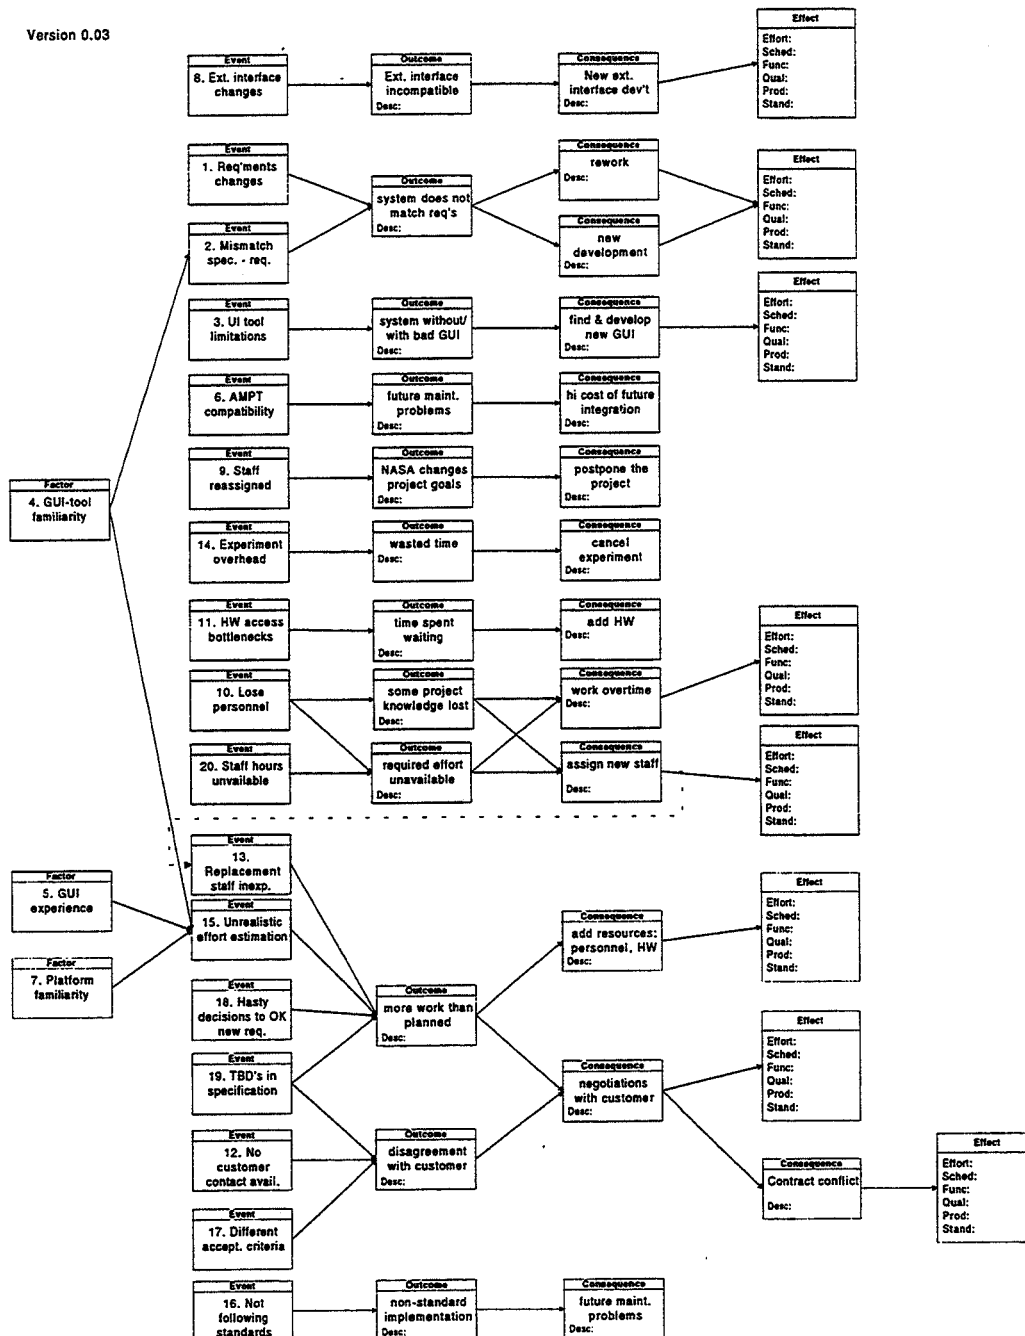 Version 0.03
Effect
Effort:
Sched:
Func:
Qual:
Prod:
Stand:
Event
8. Ext. interface
changes
Outcome
Ext. interface
incompatible
Desc:
Consequence
New ext.
interface dev't
Desc:
Event
1. Req'ments
changes
Outcome
system does not
match req's
Desc:
Consequence
rework
Desc:
Effect
Effort:
Sched:
Func:
Qual:
Prod:
Stand:
Event
2. Mismatch
spec. - req.
Consequence
new
development
Desc:
Event
3. UI tool
limitations
Outcome
system without/
with bad GUI
Desc:
Consequence
find & develop
new GUI
Desc:
Effect
Effort:
Sched:
Func:
Qual:
Prod:
Stand:
Event
6. AMPT
compatibility
Outcome
future maint.
problems
Desc:
Consequence
hi cost of future
integration
Desc:
Event
9. Staff
reassigned
Outcome
NASA changes
project goals
Desc:
Consequence
postpone the
project
Desc:
Factor
4. GUI-tool
familiarity
Event
14. Experiment
overhead
Outcome
wasted time
Desc:
Consequence
cancel
experiment
Desc:
Event
11. HW access
bottlenecks
Outcome
time spent
waiting
Desc:
Consequence
add HW
Desc:
Effect
Effort:
Sched:
Func:
Qual:
Prod:
Stand:
Event
10. Lose
personnel
Outcome
some project
knowledge lost
Desc:
Consequence
work overtime
Desc:
Event
20. Staff hours
unvailable
Outcome
required effort
unavailable
Desc:
Consequence
assign new staff
Desc:
Effect
Effort:
Sched:
Func:
Qual:
Prod:
Stand:
Event
13.
Replacement
staff inexp.
Factor
5. GUI
experience
Event
15. Unrealistic
effort estimation
Consequence
add resources:
personnel, HW
Desc:
Effect
Effort:
Sched:
Func:
Qual:
Prod:
Stand:
Factor
7. Platform
familiarity
Event
18. Hasty
decisions to OK
new req.
Outcome
more work than
planned
Desc:
Event
19. TBD's in
specification
Consequence
negotiations
with customer
Desc:
Effect
Effort:
Sched:
Func:
Qual:
Prod:
Stand:
Event
12. No
customer
contact avail.
Outcome
disagreement
with customer
Desc:
Consequence
Contract conflict
Desc:
Effect
Effort:
Sched:
Func:
Qual:
Prod:
Stand:
Event
17. Different
accept. criteria
Event
16. Not
following
standards
Outcome
non-standard
implementation
Desc:
Consequence
future maint.
problems
Desc: